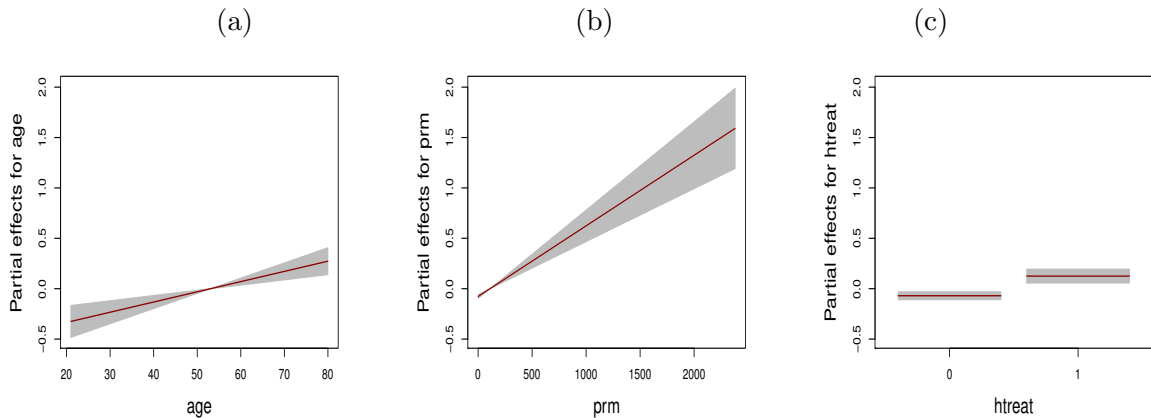 (a)
(b)
(c)
Partial effects for age
−0.5 0.0 0.5 1.0 1.5 2.0
20 30 40 50 60 70 80
age
Partial effects for prm
−0.5 0.0 0.5 1.0 1.5 2.0
0 500 1000 1500 2000
prm
Partial effects for htreat
−0.5 0.0 0.5 1.0 1.5 2.0
0 1
htreat